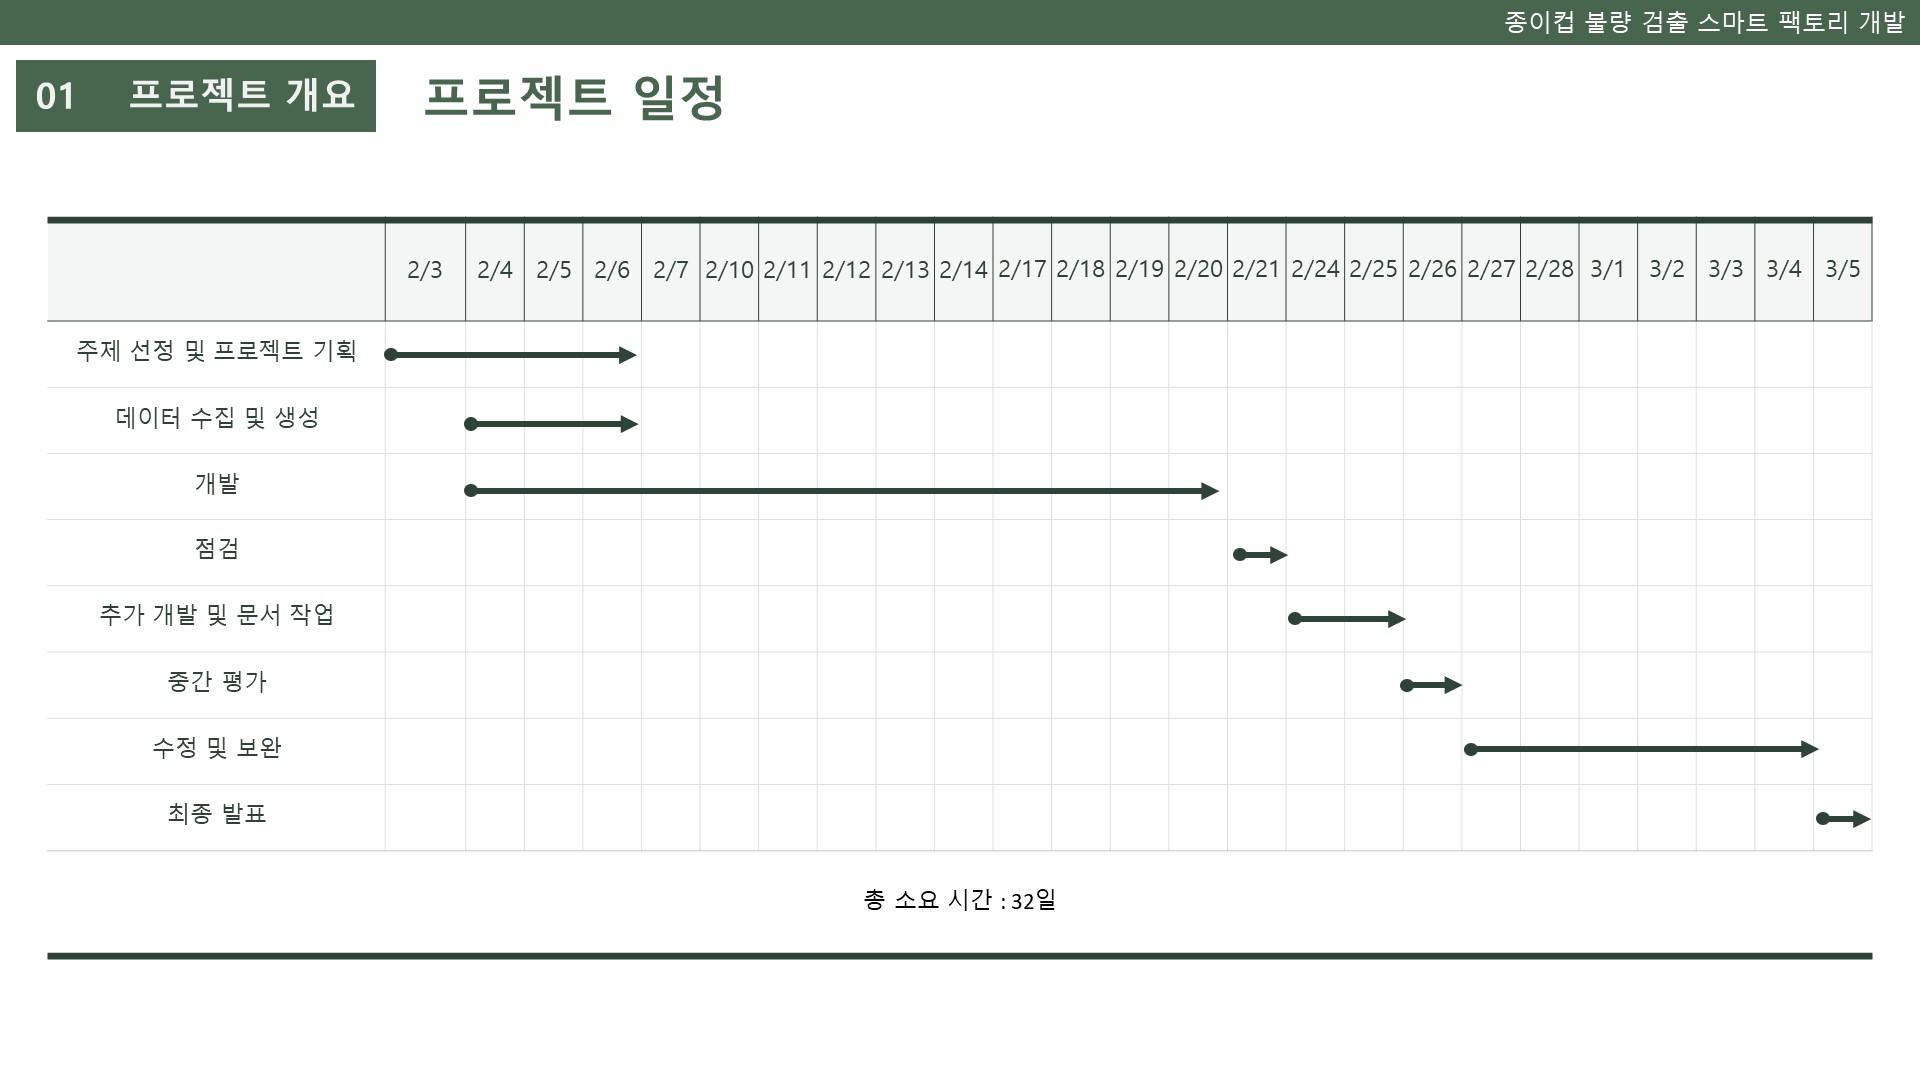 종이컵 불량 검출 스마트 팩토리 개발
01 프로젝트 개요
프로젝트 일정
2/3 2/4 2/5 2/6 2/7 2/10 2/11 2/12 2/13 2/14 2/17 2/18 2/19 2/20 2/21 2/24 2/25 2/26 2/27 2/28 3/1 3/2 3/3 3/4 3/5
주제 선정 및 프로젝트 기획
데이터 수집 및 생성
개발
점검
추가 개발 및 문서 작업
중간 평가
수정 및 보완
최종 발표
총 소요 시간 : 32일